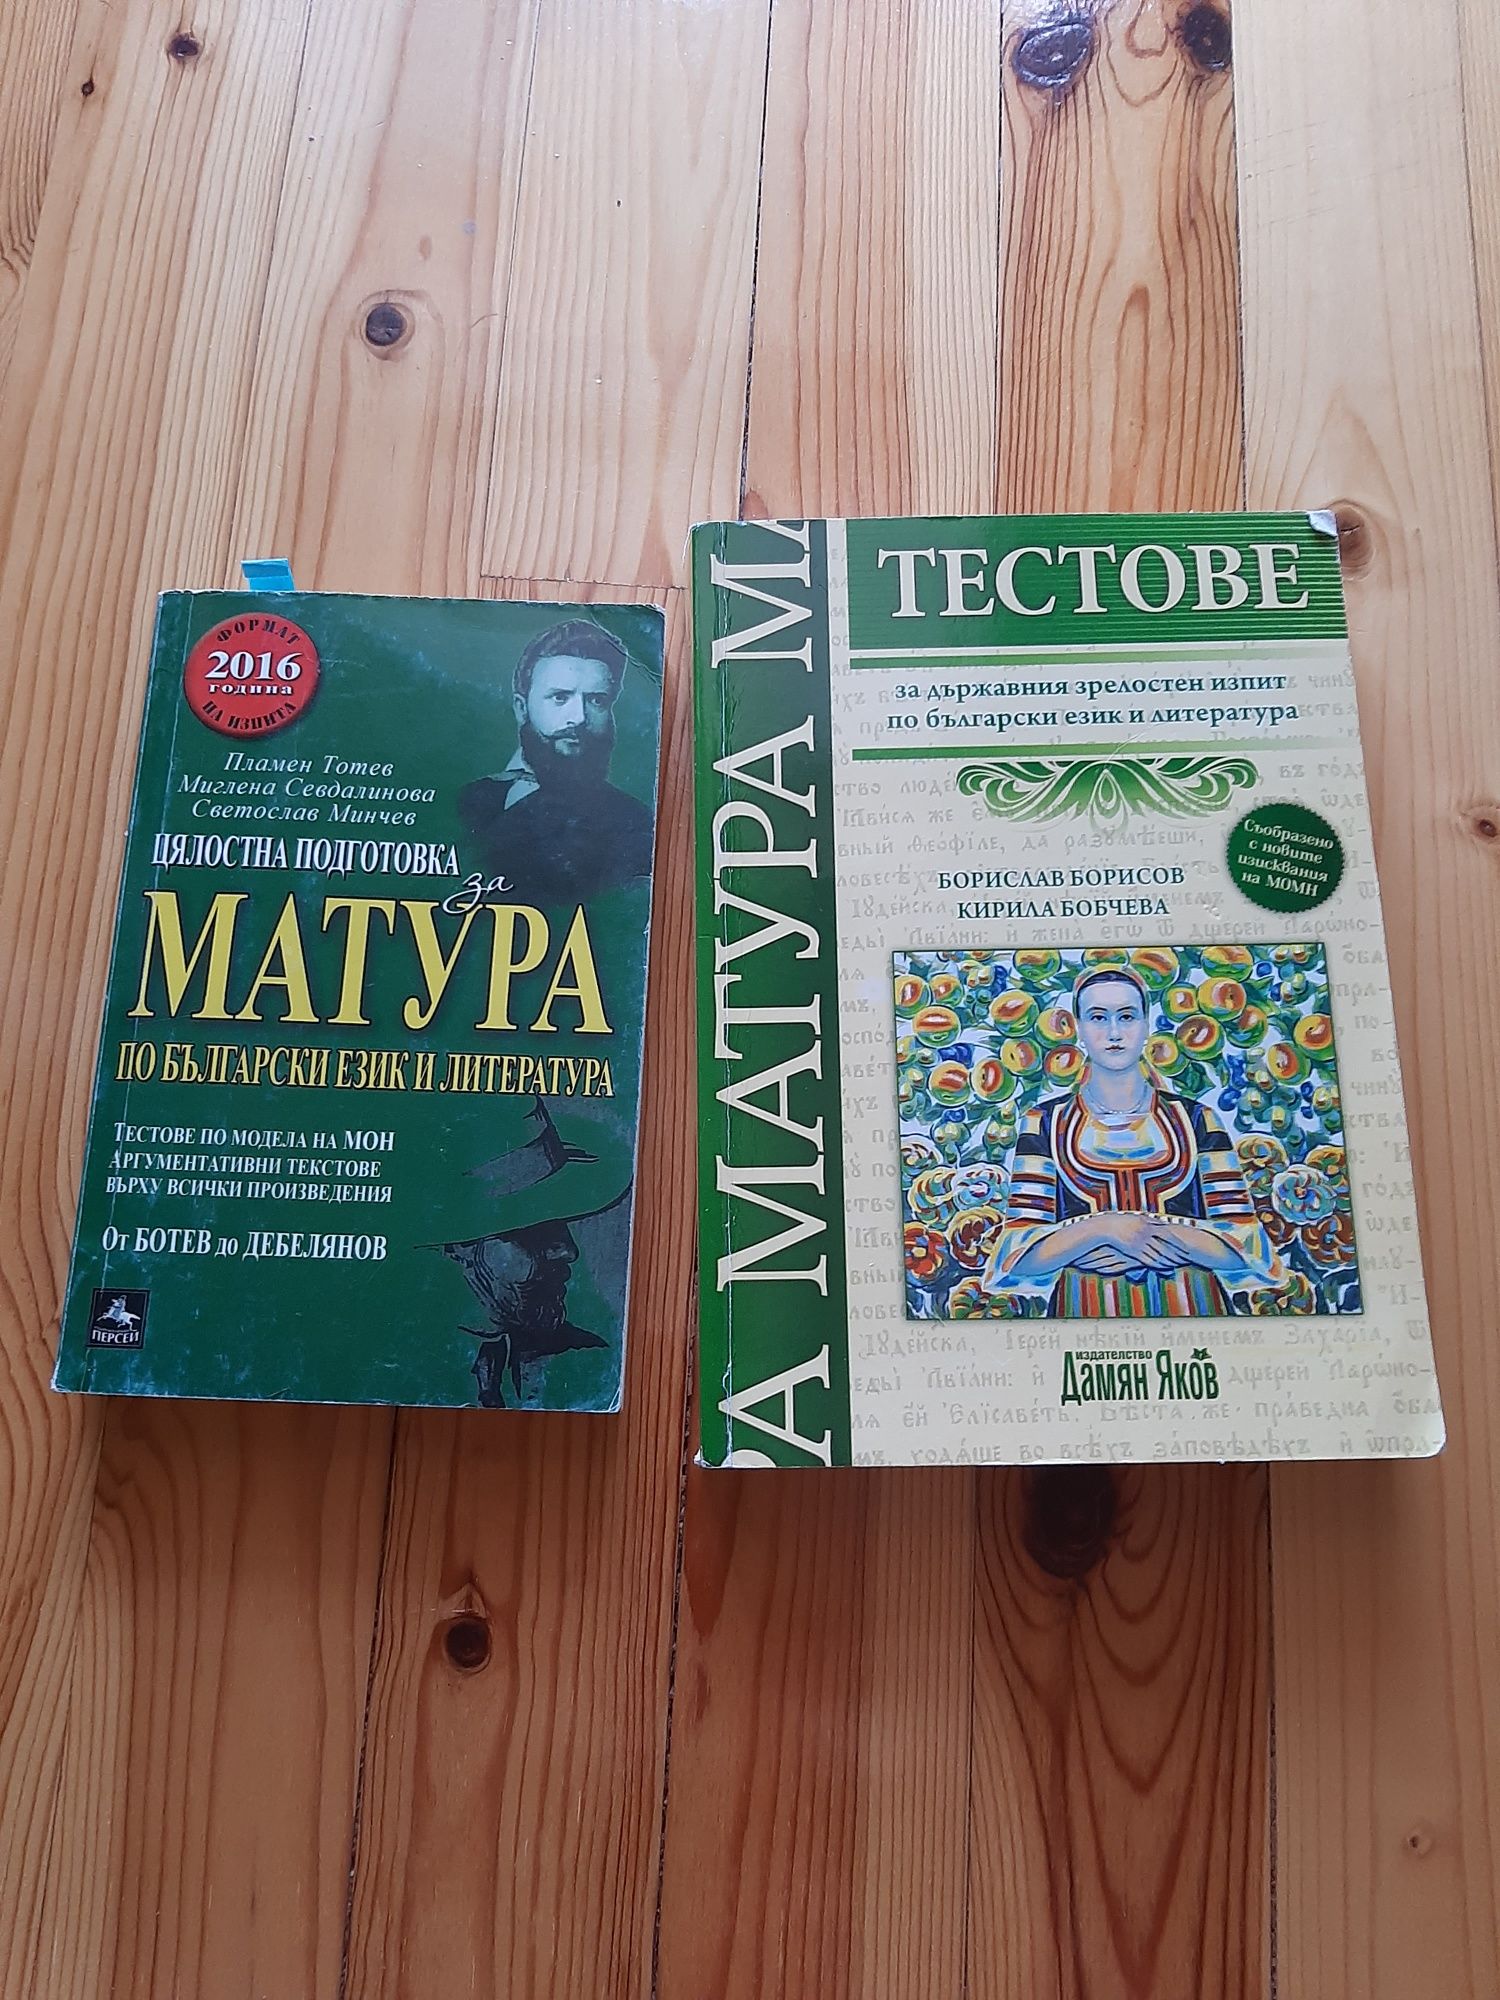 ФОРМАТ
2016
година
НА ИЗПИТА
Пламен Тотев
Миглена Севдалинова
Светослав Минчев
ЦЯЛОСТНА ПОДГОТОВКА
за
МАТУРА
ПО БЪЛГАРСКИ ЕЗИК И ЛИТЕРАТУРА
ТЕСТОВЕ ПО МОДЕЛА НА МОН
АРГУМЕНТАТИВНИ ТЕКСТОВЕ
ВЪРХУ ВСИЧКИ ПРОИЗВЕДЕНИЯ
От БОТЕВ до ДЕБЕЛЯНОВ
ПЕРСЕЙ
РА МАТУРА МА
ТЕСТОВЕ
за държавния зрелостен изпит
по български език и литература
Съобразено
с новите
изисквания
на МОМН
БОРИСЛАВ БОРИСОВ
КИРИЛА БОБЧЕВА
издателство
Дамян Яков